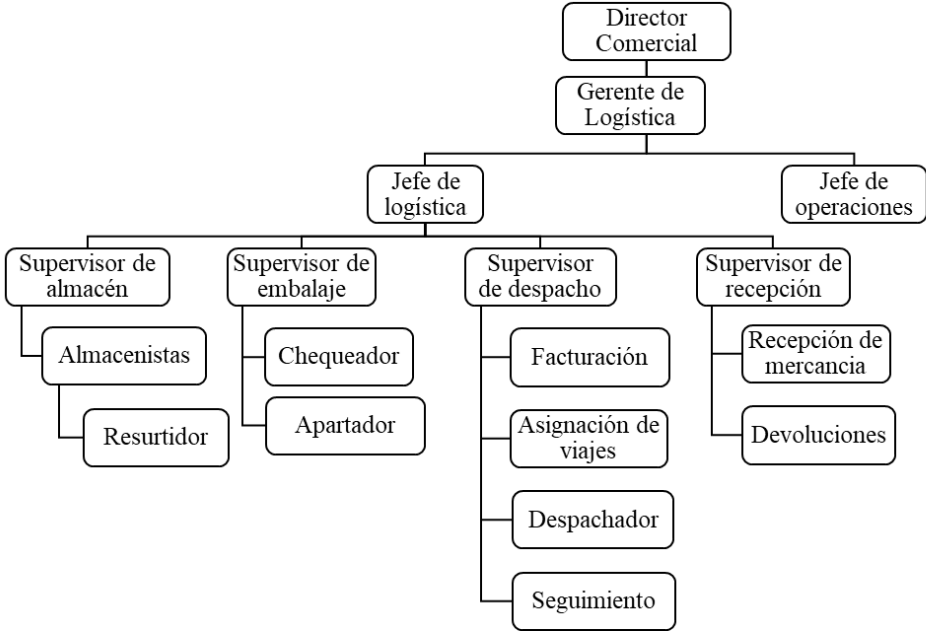 Director
Comercial
Gerente de
Logística
Jefe de
logística
Jefe de
operaciones
Supervisor de
almacén
Supervisor de
embalaje
Supervisor
de despacho
Supervisor de
recepción
Almacenistas
Resurtidor
Chequeador
Apartador
Facturación
Asignación de
viajes
Despachador
Seguimiento
Recepción de
mercancia
Devoluciones